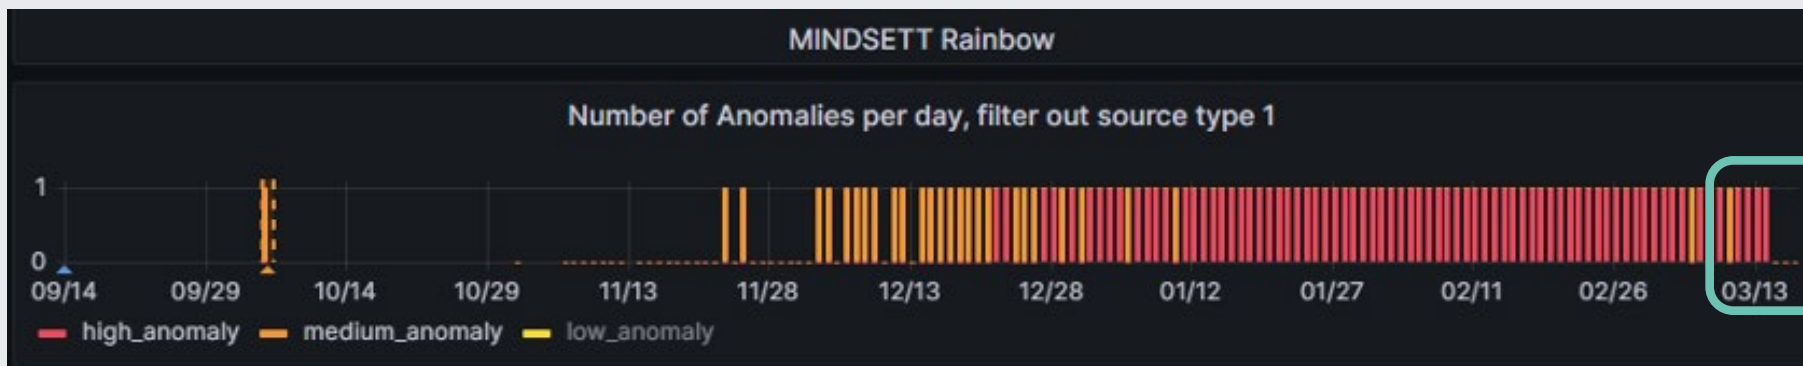 MINDSETT Rainbow
Number of Anomalies per day, filter out source type 1
1
0
09/14 09/29 10/14 10/29 11/13 11/28 12/13 12/28 01/12 01/27 02/11 02/26 03/13
high_anomaly medium_anomaly low_anomaly